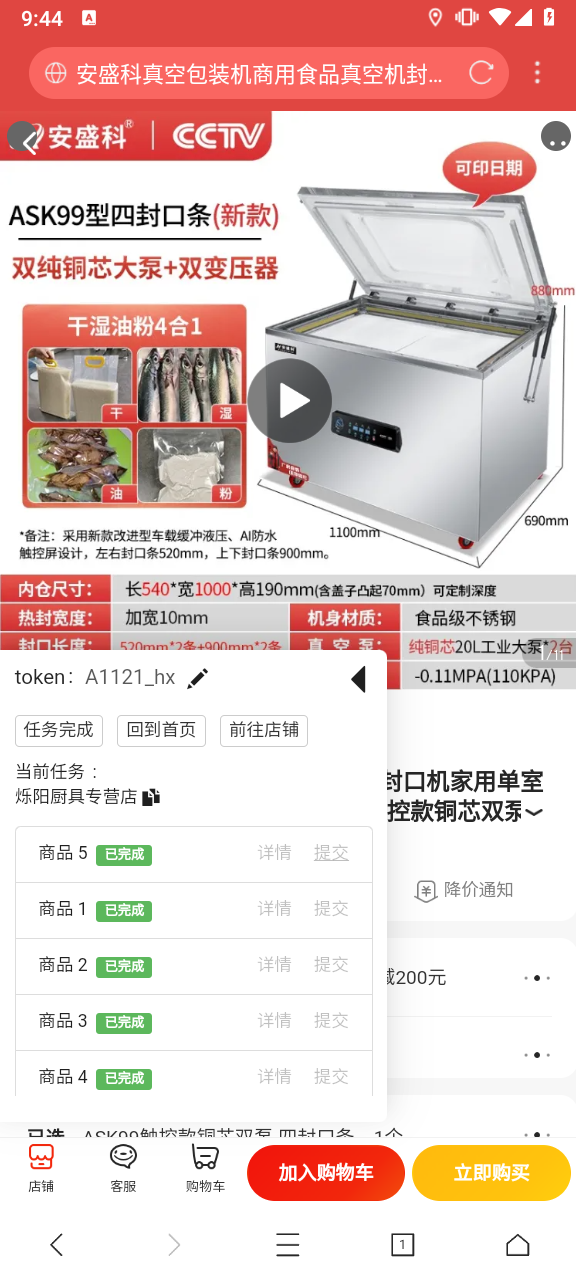 9:44
安盛科真空包装机商用食品真空机封...
安盛科® CCTV
可印日期
ASK99型四封口条(新款)
双纯铜芯大泵+双变压器
880mm
干湿油粉4合1
干
湿
油
粉
690mm
1100mm
*备注：采用新款改进型车载缓冲液压、AI防水
触控屏设计，左右封口条520mm，上下封口条900mm。
内仓尺寸： 长540*宽1000*高190mm(含盖子凸起70mm) 可定制深度
热封宽度： 加宽10mm 机身材质： 食品级不锈钢
封口长度： 520mm*2条+900mm*2条 真 空 泵： 纯铜芯20L工业大泵*2台
1/11
-0.11MPA(110KPA)
token： A1121_hx
任务完成 回到首页 前往店铺
当前任务 :
烁阳厨具专营店
封口机家用单室
控款铜芯双泵
商品 5 已完成 详情 提交
降价通知
商品 1 已完成 详情 提交
商品 2 已完成 详情 提交
减200元
商品 3 已完成 详情 提交
商品 4 已完成 详情 提交
已选 ASK99触控款铜芯双泵 四封口条，1个
店铺 客服 购物车 加入购物车 立即购买
1